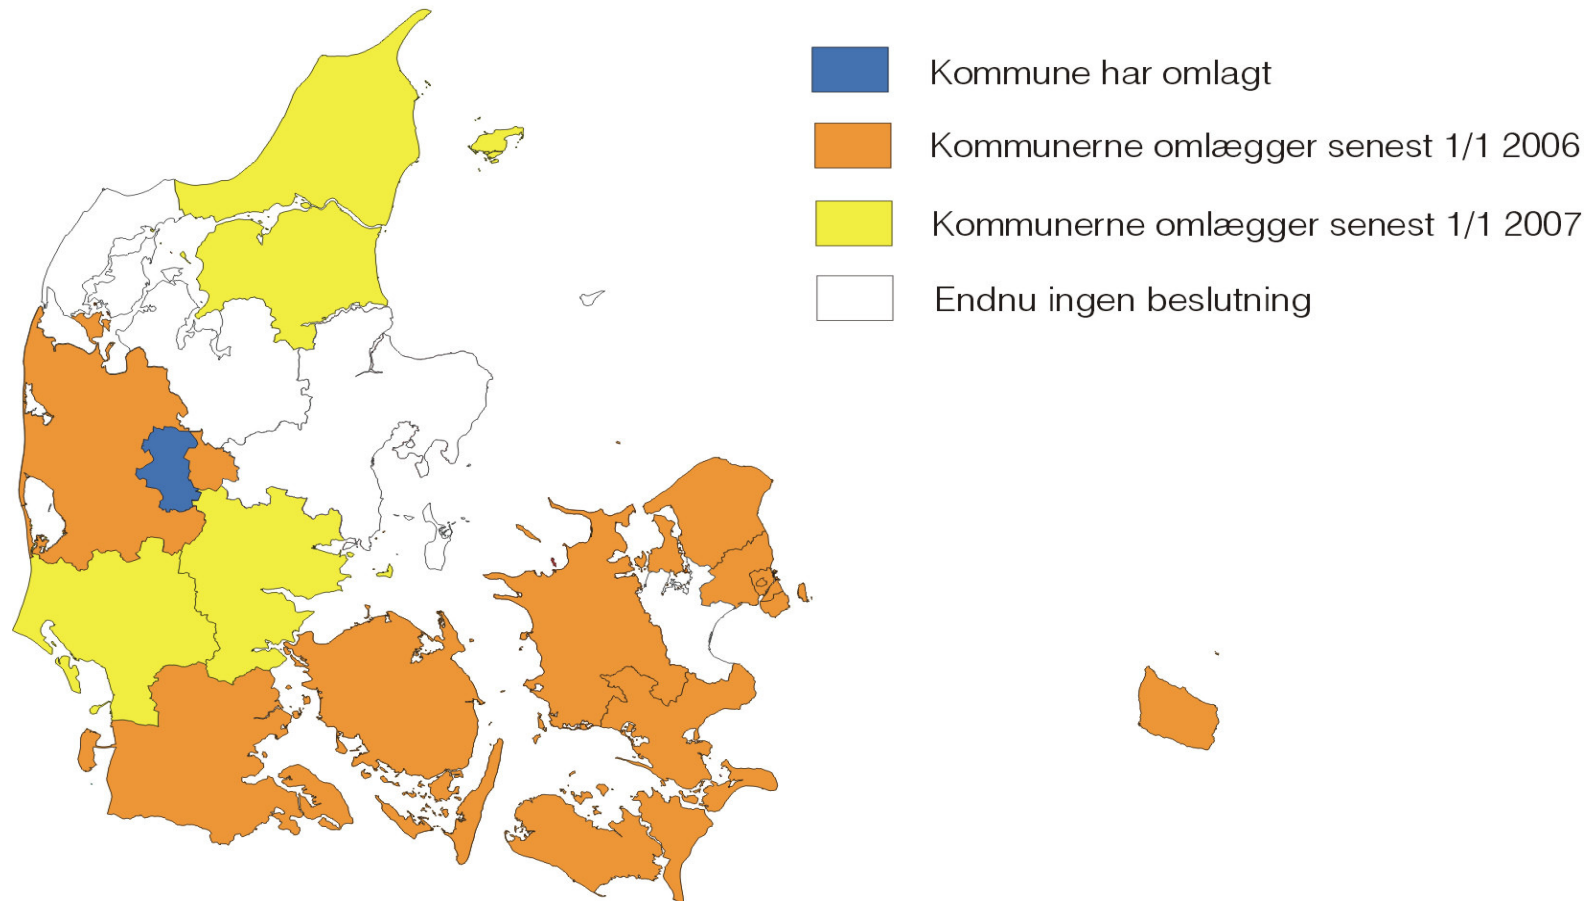 Kommune har omlagt
Kommunerne omlægger senest 1/1 2006
Kommunerne omlægger senest 1/1 2007
Endnu ingen beslutning